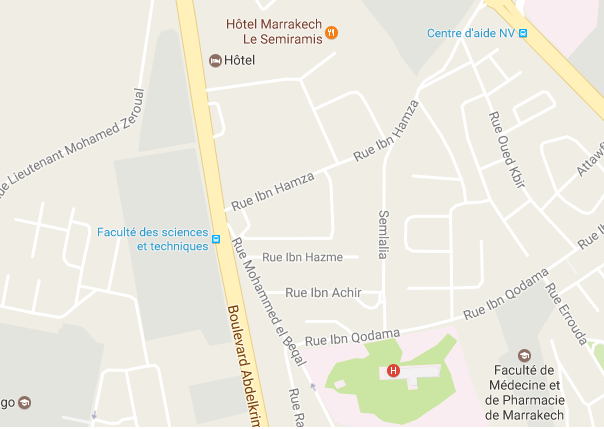 Hôtel Marrakech
Le Semiramis
Centre d'aide NV
Hôtel
Rue Lieutenant Mohamed Zeroual
Rue Ibn Hamza
Rue Oued Kbir
Rue Ibn Hamza
Faculté des sciences
et techniques
Semlalia
Rue Ibn Hazme
Rue Mohammed el Beqal
Rue Ibn Achir
Rue Ibn Qodama
Rue Ibn Qodama
Rue Errouda
Boulevard Abdelkrim
H
Faculté de
Médecine et
de Pharmacie
de Marrakech